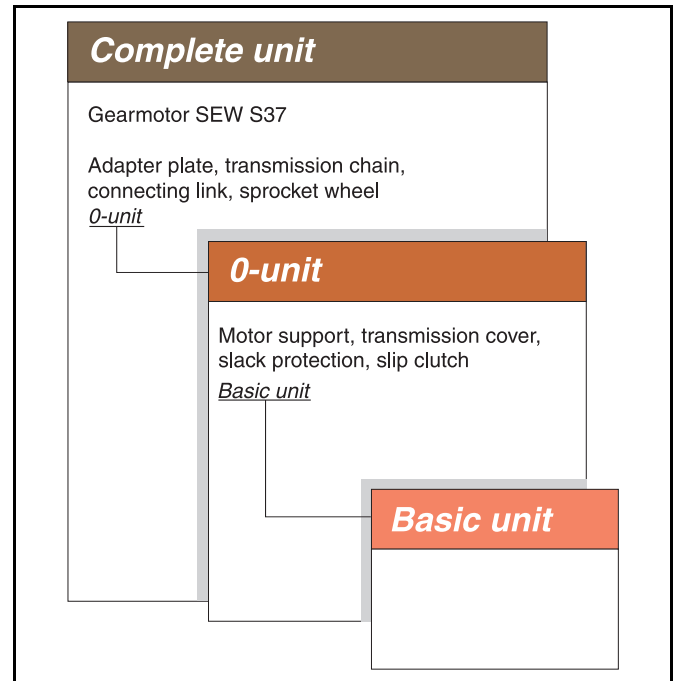 Complete unit
Gearmotor SEW S37
Adapter plate, transmission chain,
connecting link, sprocket wheel
0-unit
0-unit
Motor support, transmission cover,
slack protection, slip clutch
Basic unit
Basic unit